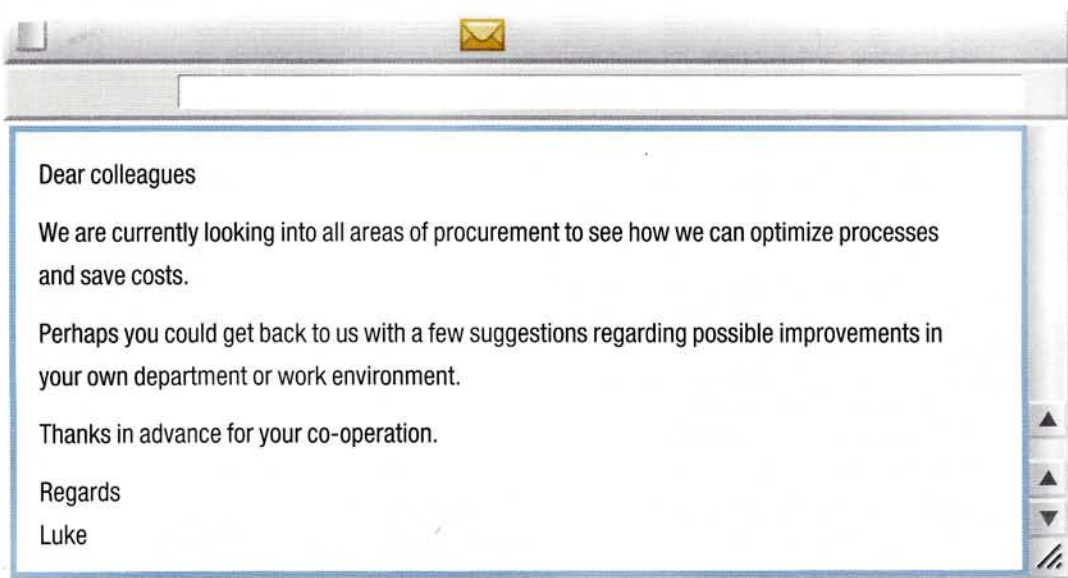 Dear colleagues
We are currently looking into all areas of procurement to see how we can optimize processes
and save costs.
Perhaps you could get back to us with a few suggestions regarding possible improvements in
your own department or work environment.
Thanks in advance for your co-operation.
Regards
Luke